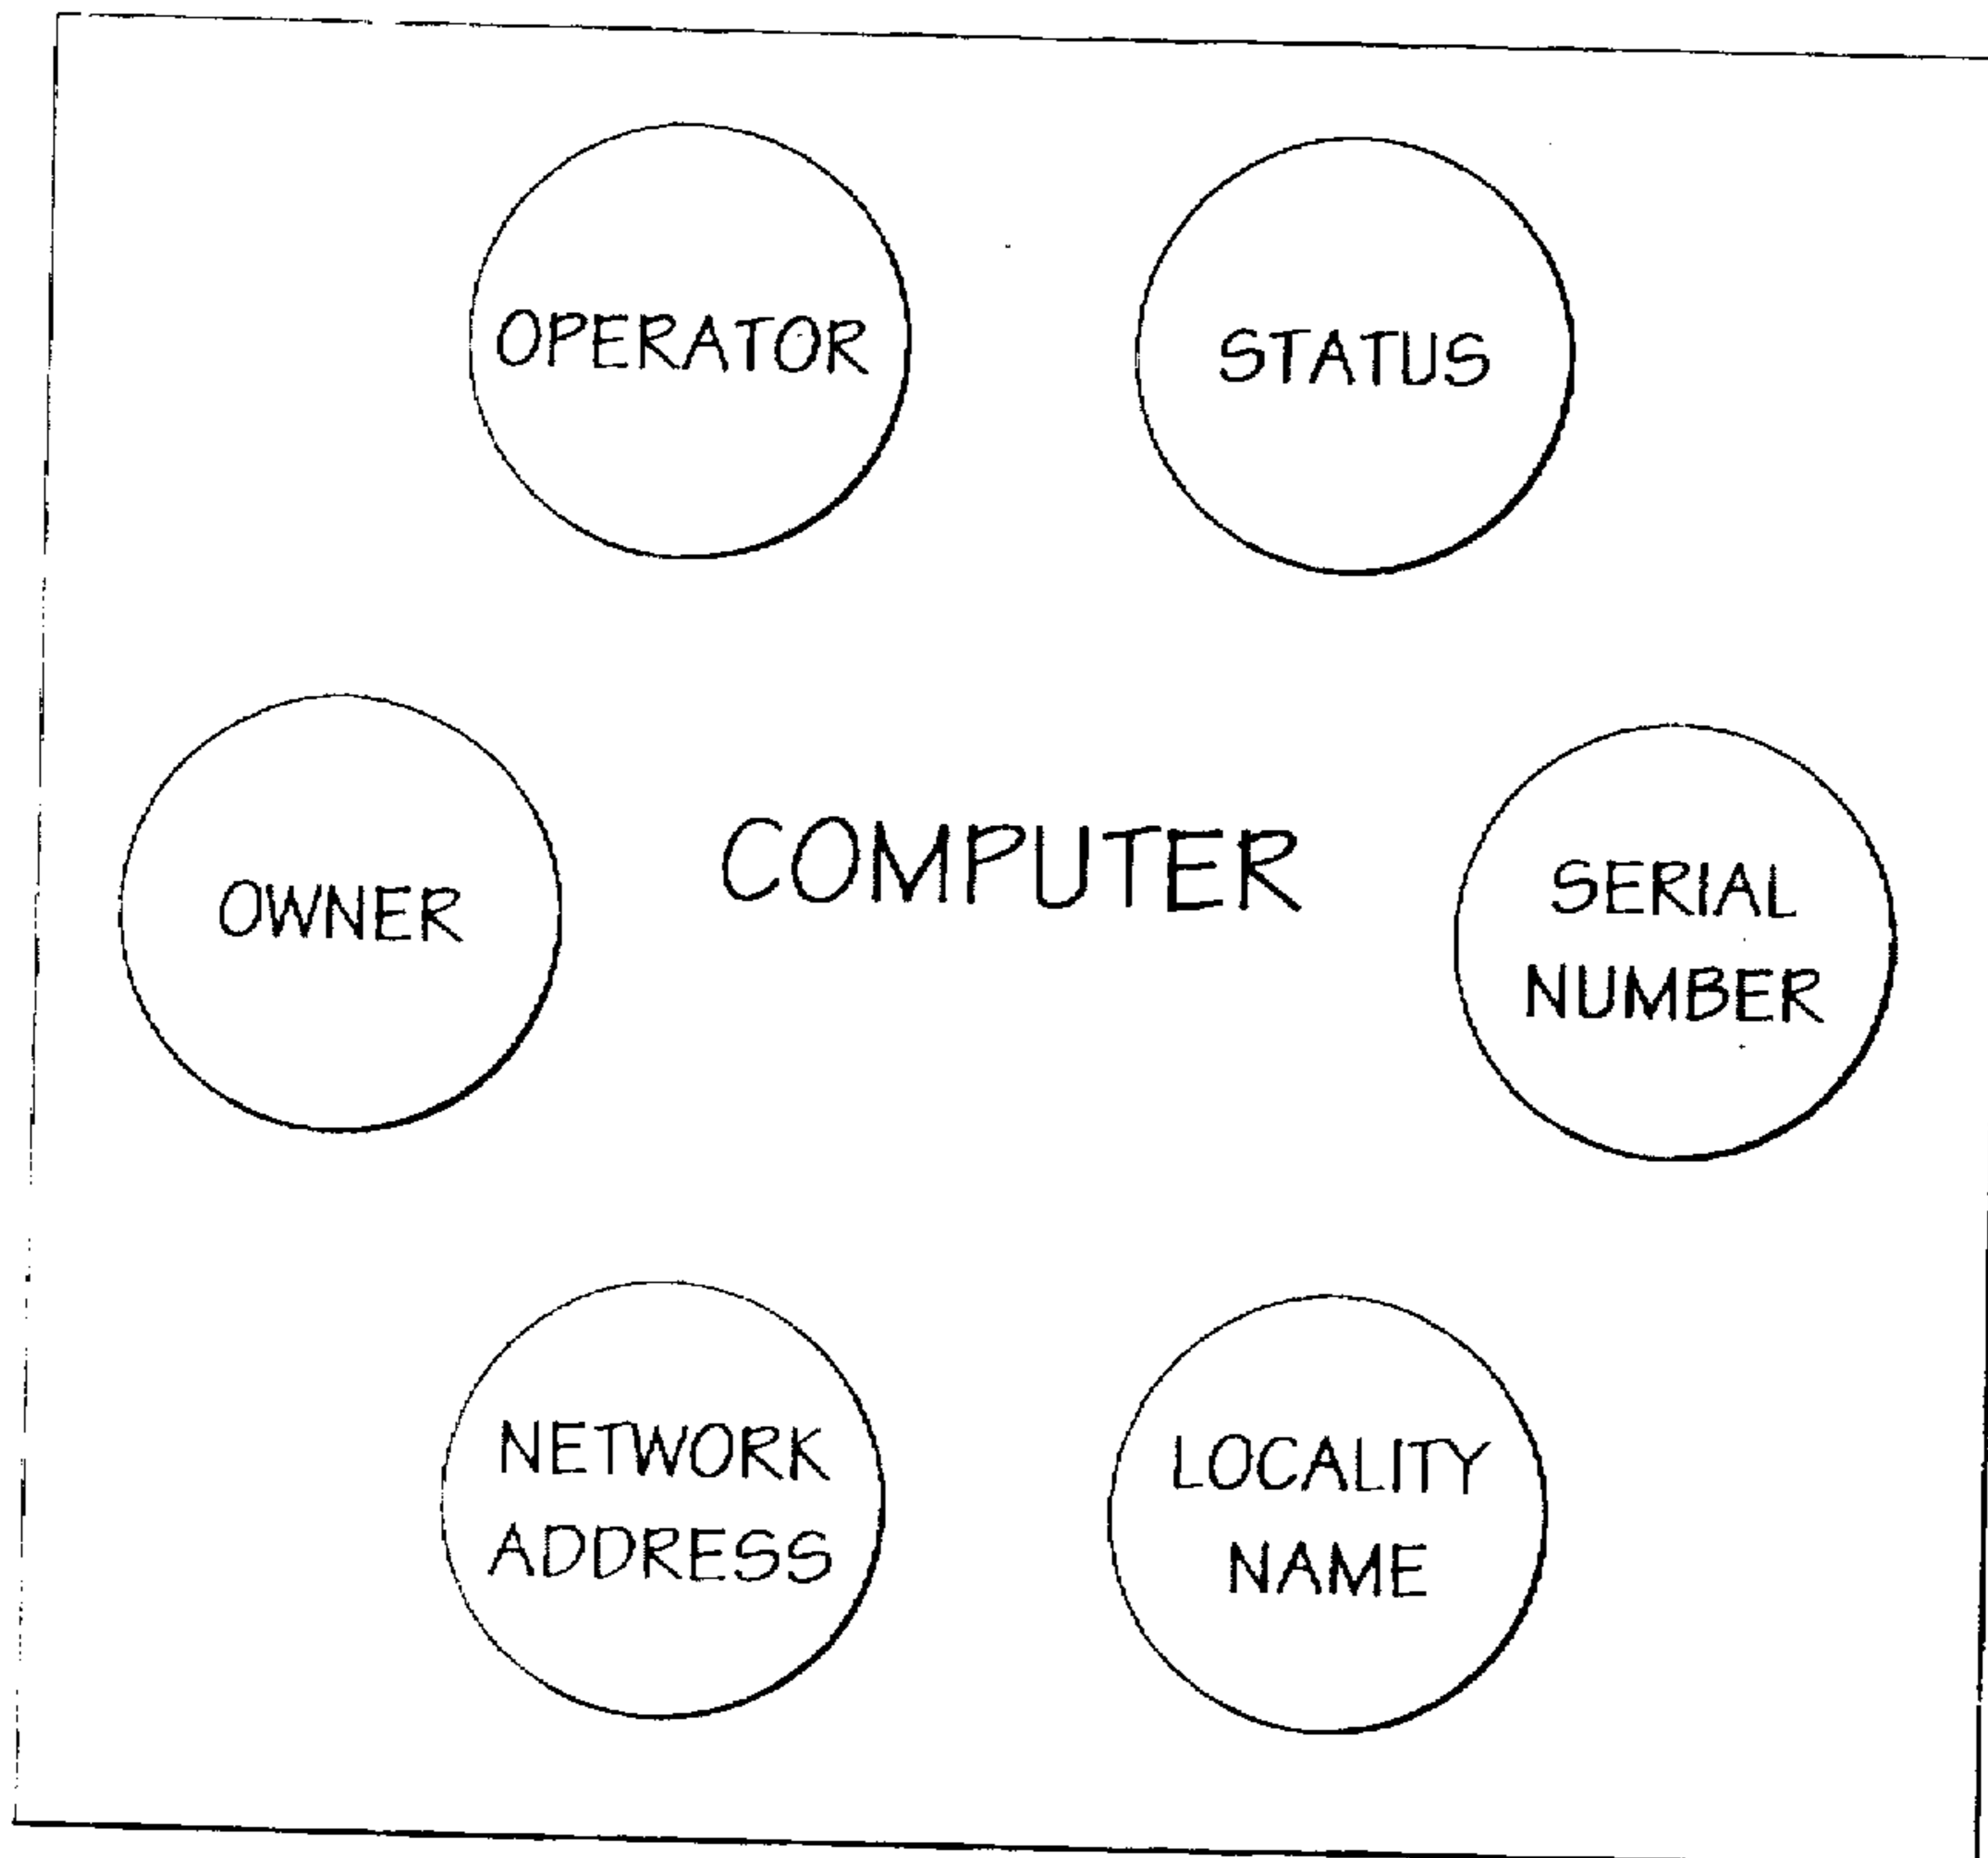 OPERATOR
STATUS
OWNER
COMPUTER
SERIAL
NUMBER
NETWORK
ADDRESS
LOCALITY
NAME